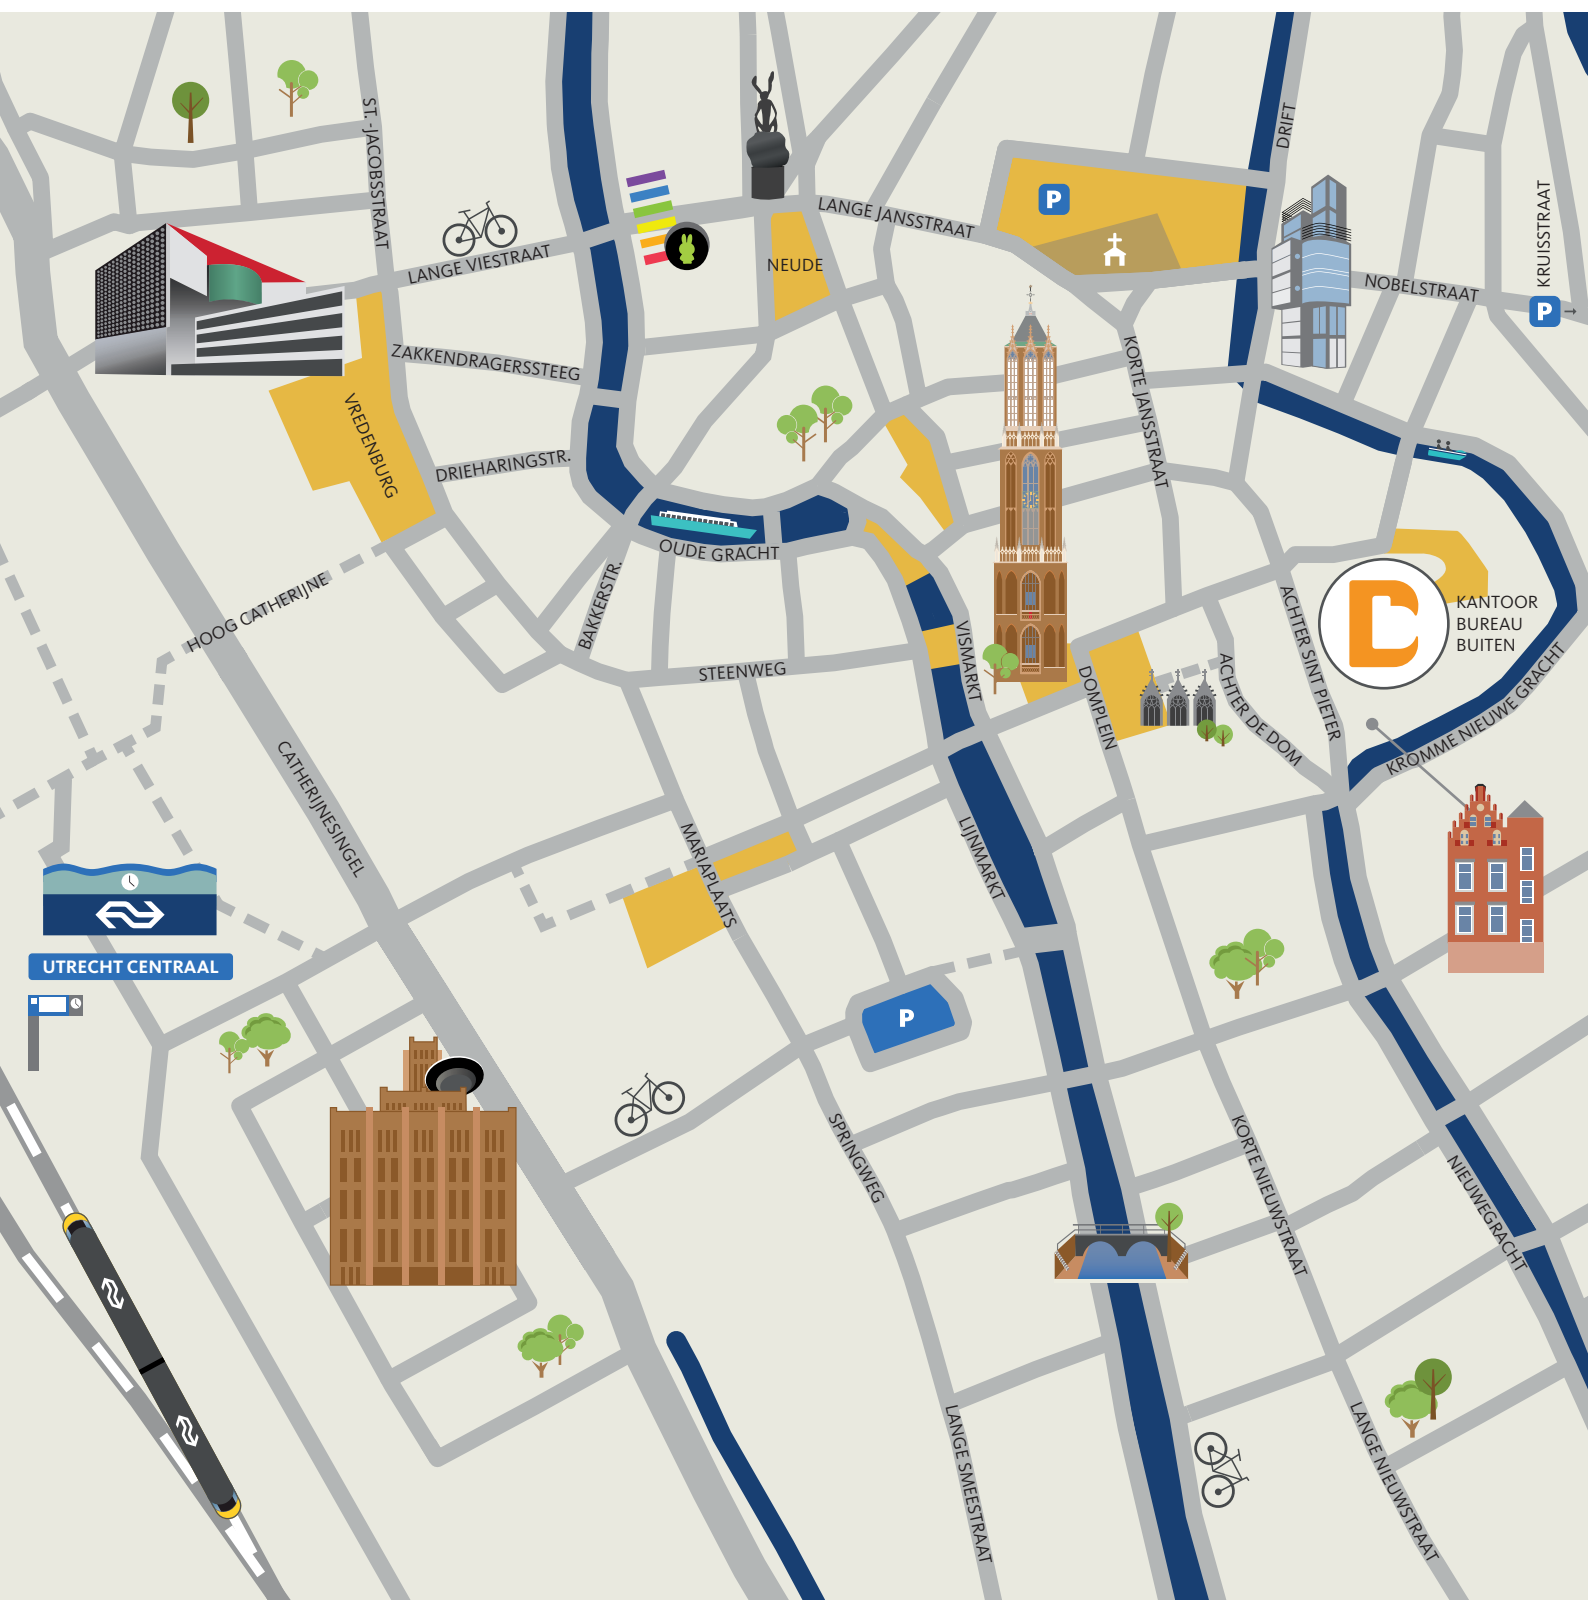 ST.-JACOBSSTRAAT
LANGE VIESTRAAT
LANGE JANSSTRAAT
P
DRIFT
KRUISSTRAAT
NEUDE
NOBELSTRAAT
P
ZAKKENDRAGERSSTEEG
VREDENBURG
KORTE JANSSTRAAT
DRIEHARINGSTR.
OUDE GRACHT
HOOG CATHERIJNE
BAKKERSTR.
STEENWEG
VISMARKT
DOMPLEIN
ACHTER DE DOM
ACHTER SINT PIETER
KANTOOR
BUREAU
BUITEN
KROMME NIEUWE GRACHT
CATHERIJNESINGEL
MARIAPLAATS
LIJNMARKT
UTRECHT CENTRAAL
P
SPRINGWEG
KORTE NIEUWSTRAAT
NIEUWEGRACHT
LANGE SMEESTRAAT
LANGE NIEUWSTRAAT